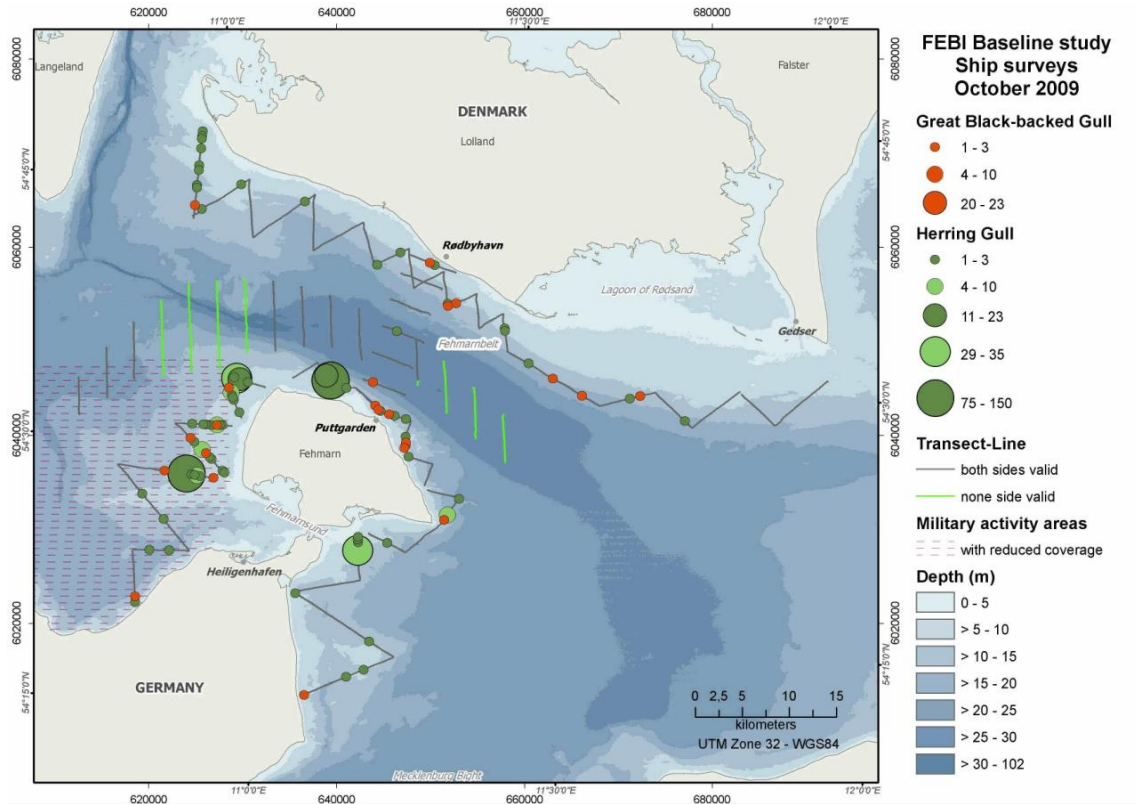 620000
640000
660000
680000
11°0'0"E
11°30'0"E
12°0'0"E
6080000
6060000
6040000
6020000
54°45'0"N
54°30'0"N
54°15'0"N
6080000
6060000
6040000
6020000
54°45'0"N
54°30'0"N
54°15'0"N
Langeland
DENMARK
Lolland
Falster
Rødbyhavn
Lagoon of Rødsand
Gedser
Fehmarnbelt
Puttgarden
Fehmarn
Fehmarnsund
Heiligenhafen
GERMANY
Mecklenburg Bight
0 2,5 5 10 15
kilometers
UTM Zone 32 - WGS84
620000
640000
660000
680000
11°0'0"E
11°30'0"E
12°0'0"E
FEBI Baseline study
Ship surveys
October 2009
Great Black-backed Gull
1 - 3
4 - 10
20 - 23
Herring Gull
1 - 3
4 - 10
11 - 23
29 - 35
75 - 150
Transect-Line
both sides valid
none side valid
Military activity areas
with reduced coverage
Depth (m)
0 - 5
> 5 - 10
> 10 - 15
> 15 - 20
> 20 - 25
> 25 - 30
> 30 - 102